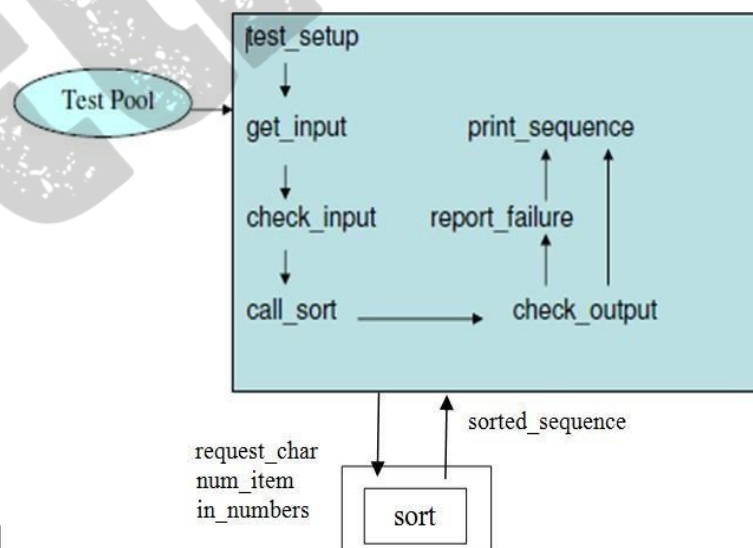 test_setup
Test Pool
get_input
print_sequence
check_input
report_failure
call_sort
check_output
sorted_sequence
request_char
num_item
in_numbers
sort